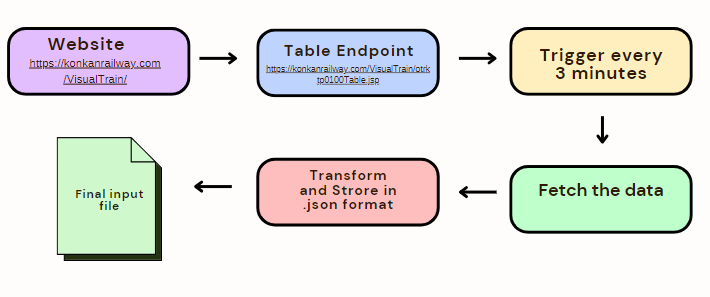 Website
https://konkanrailway.com
/VisualTrain/
Table Endpoint
https://konkanrailway.com/VisualTrain/otrk
tp0100Table.jsp
Trigger every
3 minutes
Fetch the data
Transform
and Strore in
.json format
Final input
file